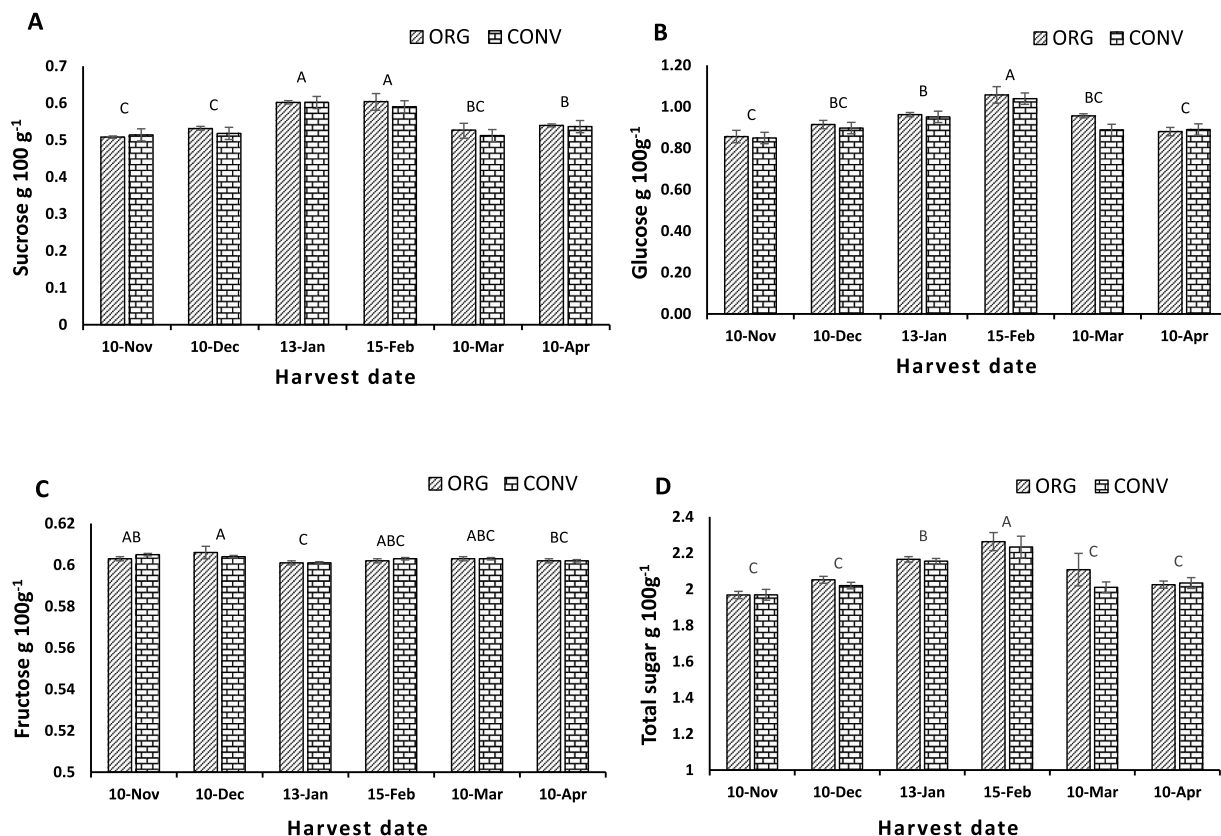 A
ORG CONV
Sucrose g 100 g-1
0.7
0.6
0.5
0.4
0.3
0.2
0.1
0
C C A A BC B
10-Nov 10-Dec 13-Jan 15-Feb 10-Mar 10-Apr
Harvest date
B
ORG CONV
Glucose g 100g-1
1.20
1.00
0.80
0.60
0.40
0.20
0.00
C BC B A BC C
10-Nov 10-Dec 13-Jan 15-Feb 10-Mar 10-Apr
Harvest date
C
ORG CONV
Fructose g 100g-1
0.62
0.6
0.58
0.56
0.54
0.52
0.5
AB A C ABC ABC BC
10-Nov 10-Dec 13-Jan 15-Feb 10-Mar 10-Apr
Harvest date
D
ORG CONV
Total sugar g 100g-1
2.4
2.2
2
1.8
1.6
1.4
1.2
1
C C B A C C
10-Nov 10-Dec 13-Jan 15-Feb 10-Mar 10-Apr
Harvest date